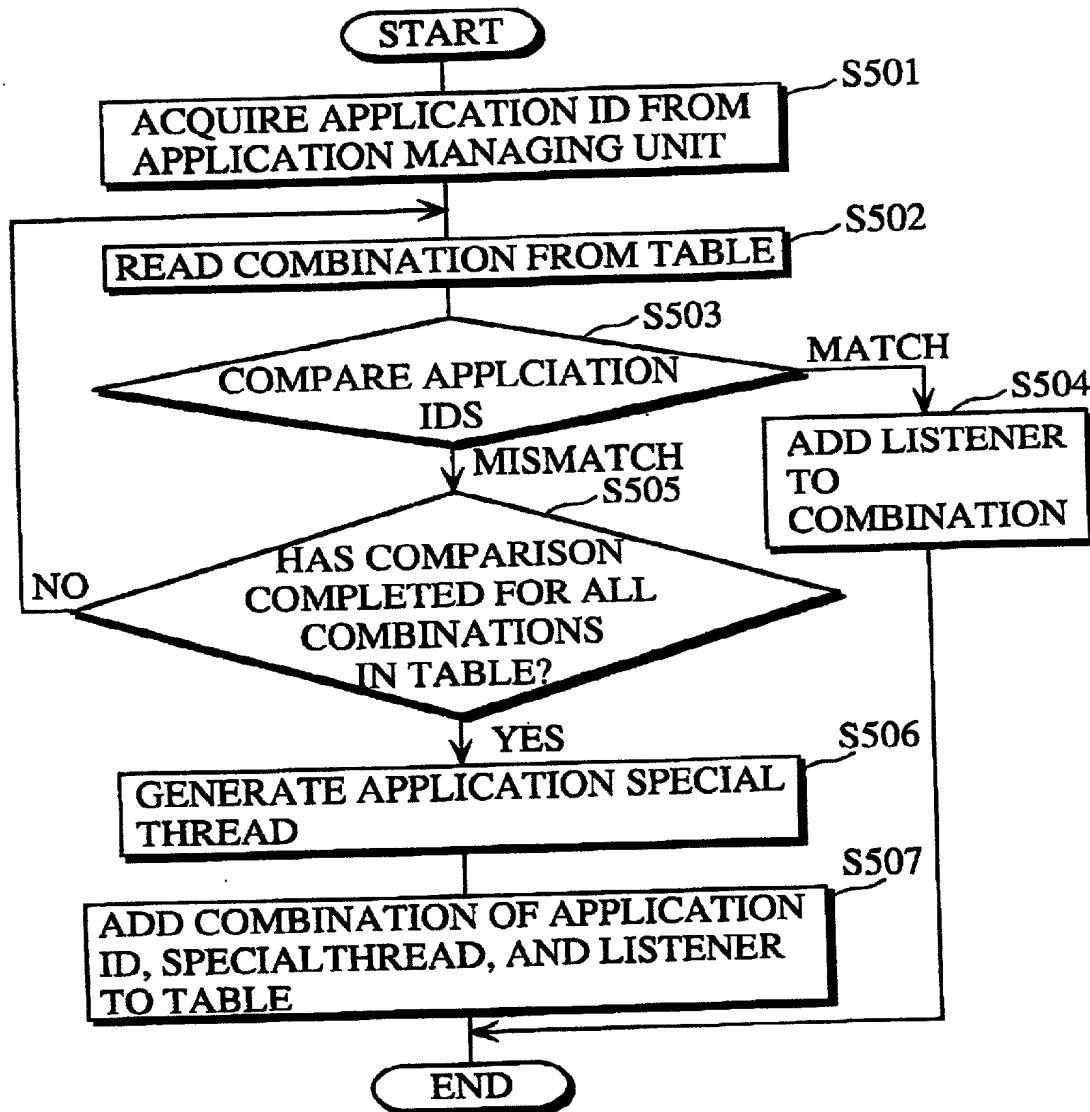 START
S501
ACQUIRE APPLICATION ID FROM
APPLICATION MANAGING UNIT
S502
READ COMBINATION FROM TABLE
S503
MATCH
COMPARE APPLCIATION
IDS
S504
ADD LISTENER
TO
COMBINATION
MISMATCH
S505
HAS COMPARISON
COMPLETED FOR ALL
COMBINATIONS
IN TABLE?
NO
YES
S506
GENERATE APPLICATION SPECIAL
THREAD
S507
ADD COMBINATION OF APPLICATION
ID, SPECIALTHREAD, AND LISTENER
TO TABLE
END